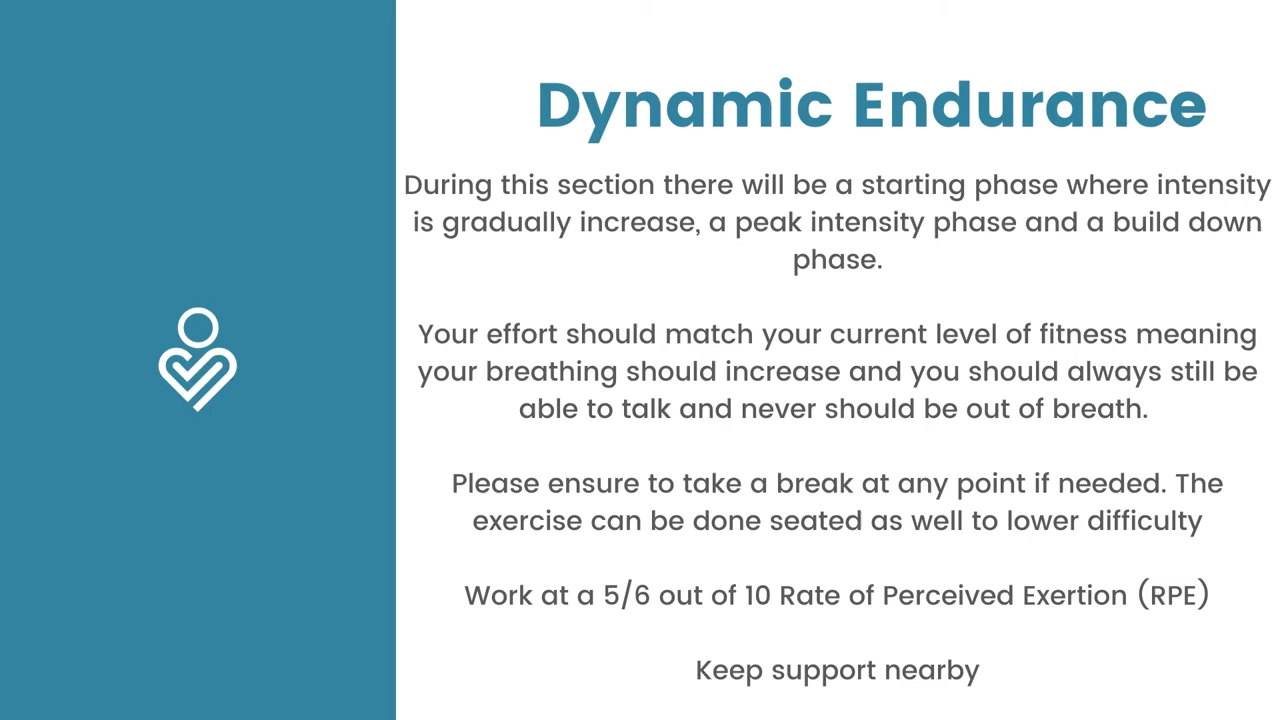 Dynamic Endurance
During this section there will be a starting phase where intensity
is gradually increase, a peak intensity phase and a build down
phase.
Your effort should match your current level of fitness meaning
your breathing should increase and you should always still be
able to talk and never should be out of breath.
Please ensure to take a break at any point if needed. The
exercise can be done seated as well to lower difficulty
Work at a 5/6 out of 10 Rate of Perceived Exertion (RPE)
Keep support nearby